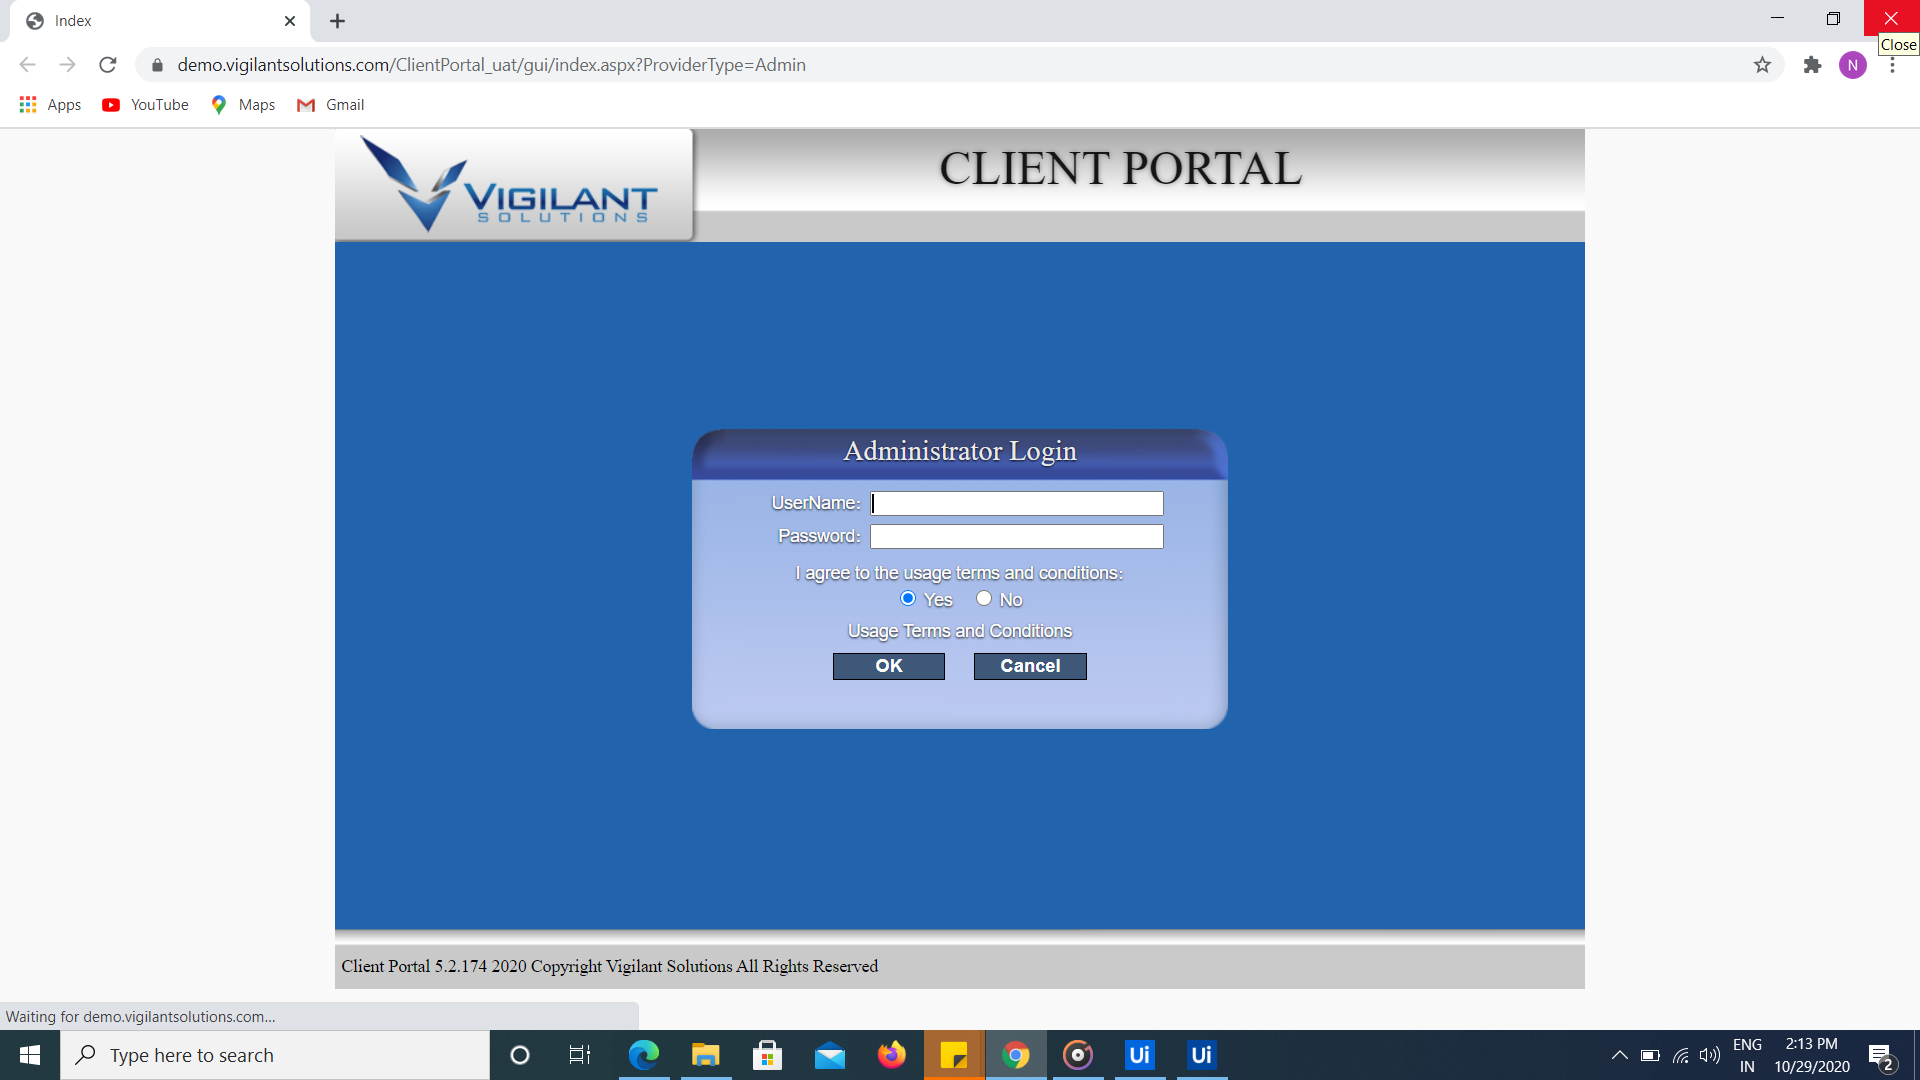 Index
Close
demo.vigilantsolutions.com/ClientPortal_uat/gui/index.aspx?ProviderType=Admin
N
Apps YouTube Maps Gmail
VIGILANT
SOLUTIONS
CLIENT PORTAL
Administrator Login
UserName:
Password:
I agree to the usage terms and conditions:
Yes No
Usage Terms and Conditions
OK Cancel
Client Portal 5.2.174 2020 Copyright Vigilant Solutions All Rights Reserved
Waiting for demo.vigilantsolutions.com...
Type here to search
Ui Ui
ENG
IN
2:13 PM
10/29/2020
2